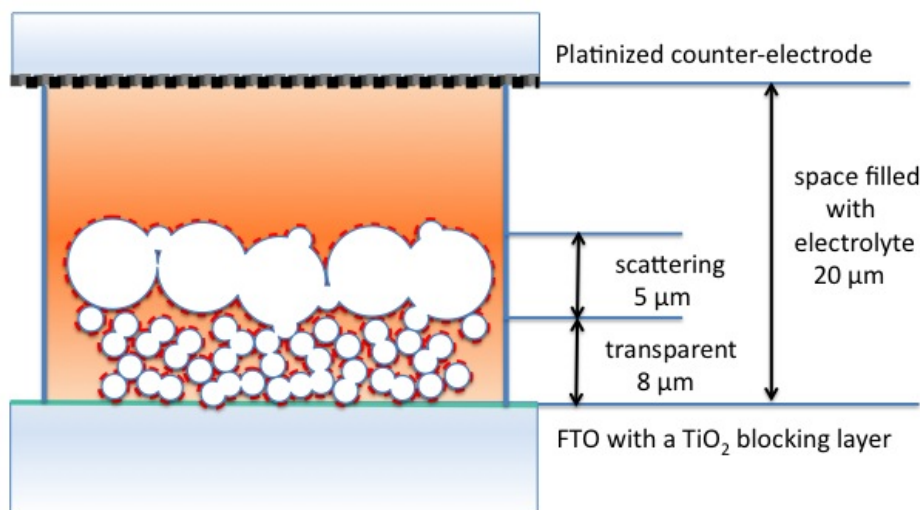 Platinized counter-electrode
space filled
with
electrolyte
20 μm
scattering
5 μm
transparent
8 μm
FTO with a TiO₂ blocking layer